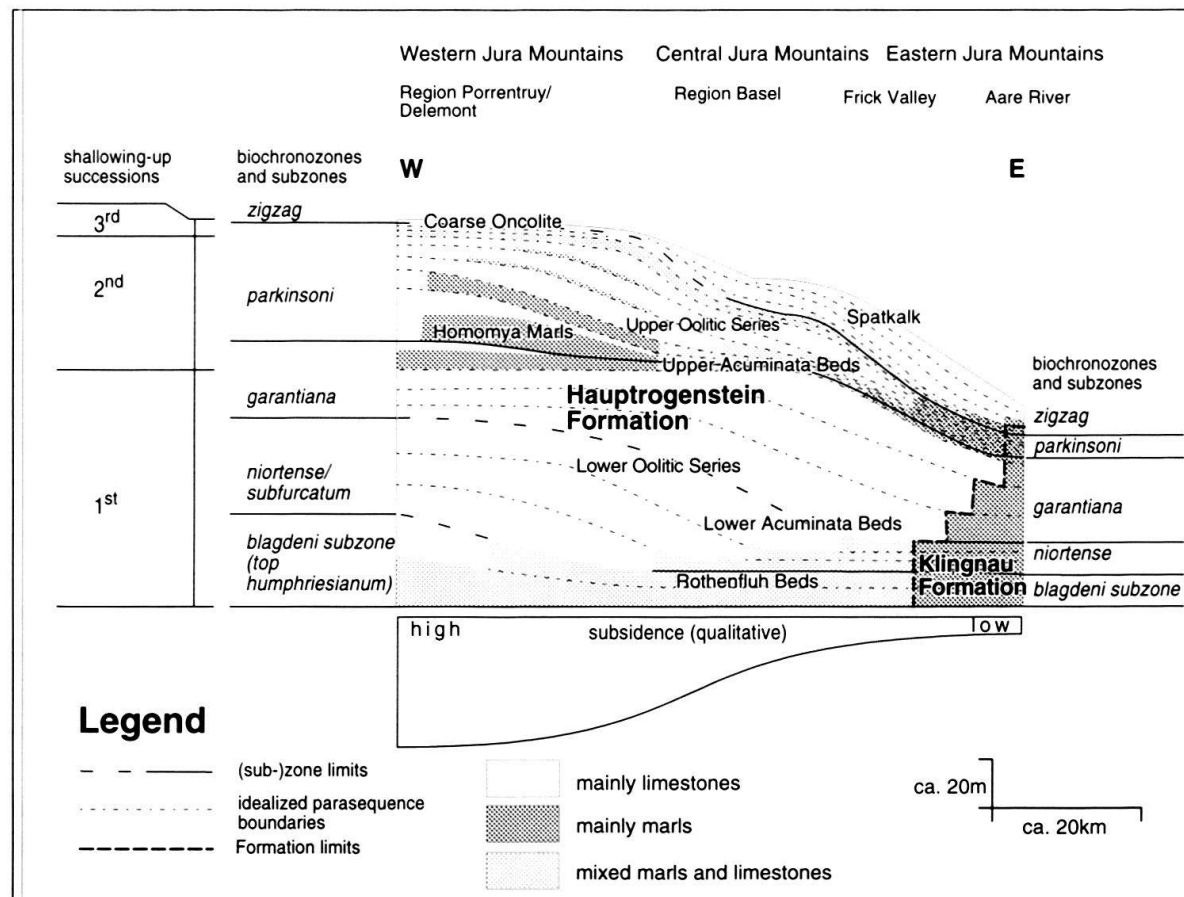 Western Jura Mountains
Central Jura Mountains
Eastern Jura Mountains
Region Porrentruy/
Delemont
Region Basel
Frick Valley
Aare River
shallowing-up
successions
biochronozones
and subzones
W
E
3rd
zigzag
Coarse Oncolite
2nd
parkinsoni
Spatkalk
Upper Oolitic Series
Homomya Marls
Upper Acuminata Beds
biochronozones
and subzones
garantiana
Hauptrogenstein
Formation
zigzag
parkinsoni
Lower Oolitic Series
niortense/
subfurcatum
1st
garantiana
Lower Acuminata Beds
blagdeni subzone
(top
humphriesianum)
niortense
Klingnau
Formation
Rothenfluh Beds
blagdeni subzone
high
subsidence (qualitative)
low
Legend
(sub-)zone limits
idealized parasequence
boundaries
Formation limits
mainly limestones
mainly marls
mixed marls and limestones
ca. 20m
ca. 20km